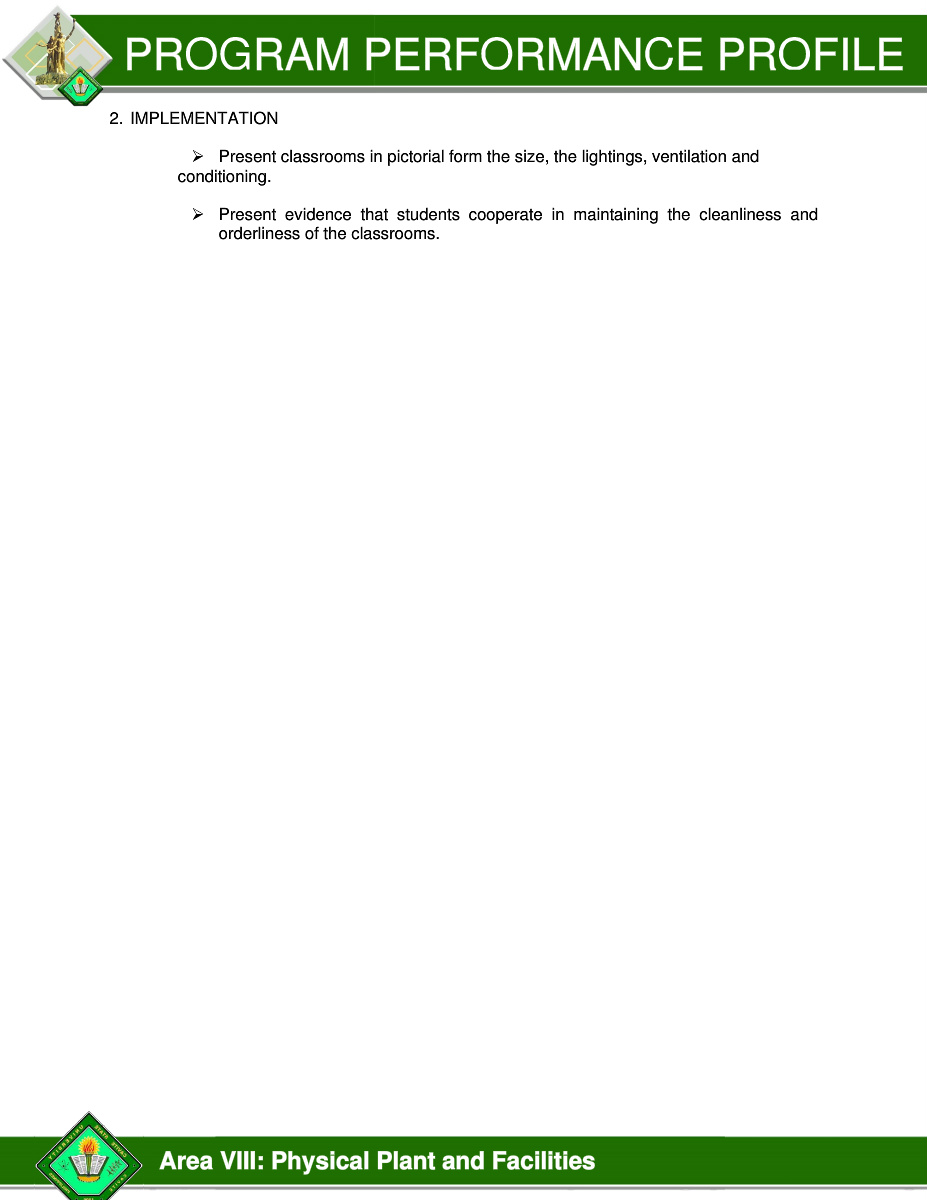 PROGRAM PERFORMANCE PROFILE
2. IMPLEMENTATION
➢ Present classrooms in pictorial form the size, the lightings, ventilation and
conditioning.
➢ Present evidence that students cooperate in maintaining the cleanliness and
orderliness of the classrooms.
Area VIII: Physical Plant and Facilities